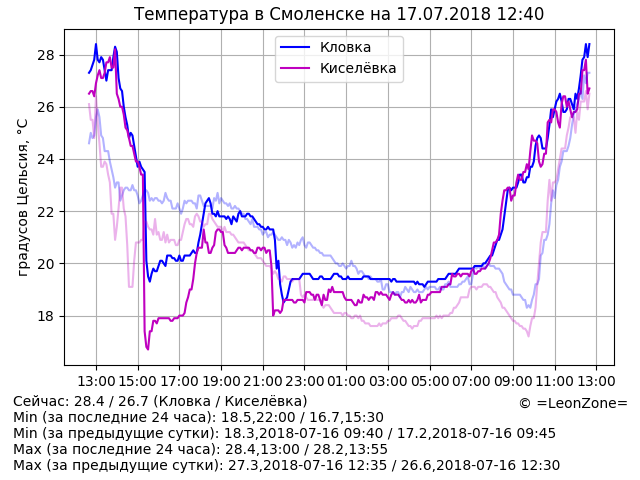 Температура в Смоленске на 17.07.2018 12:40
Кловка
Киселёвка
градусов Цельсия, °C
28
26
24
22
20
18
13:00 15:00 17:00 19:00 21:00 23:00 01:00 03:00 05:00 07:00 09:00 11:00 13:00
Сейчас: 28.4 / 26.7 (Кловка / Киселёвка)
© =LeonZone=
Min (за последние 24 часа): 18.5,22:00 / 16.7,15:30
Min (за предыдущие сутки): 18.3,2018-07-16 09:40 / 17.2,2018-07-16 09:45
Max (за последние 24 часа): 28.4,13:00 / 28.2,13:55
Max (за предыдущие сутки): 27.3,2018-07-16 12:35 / 26.6,2018-07-16 12:30